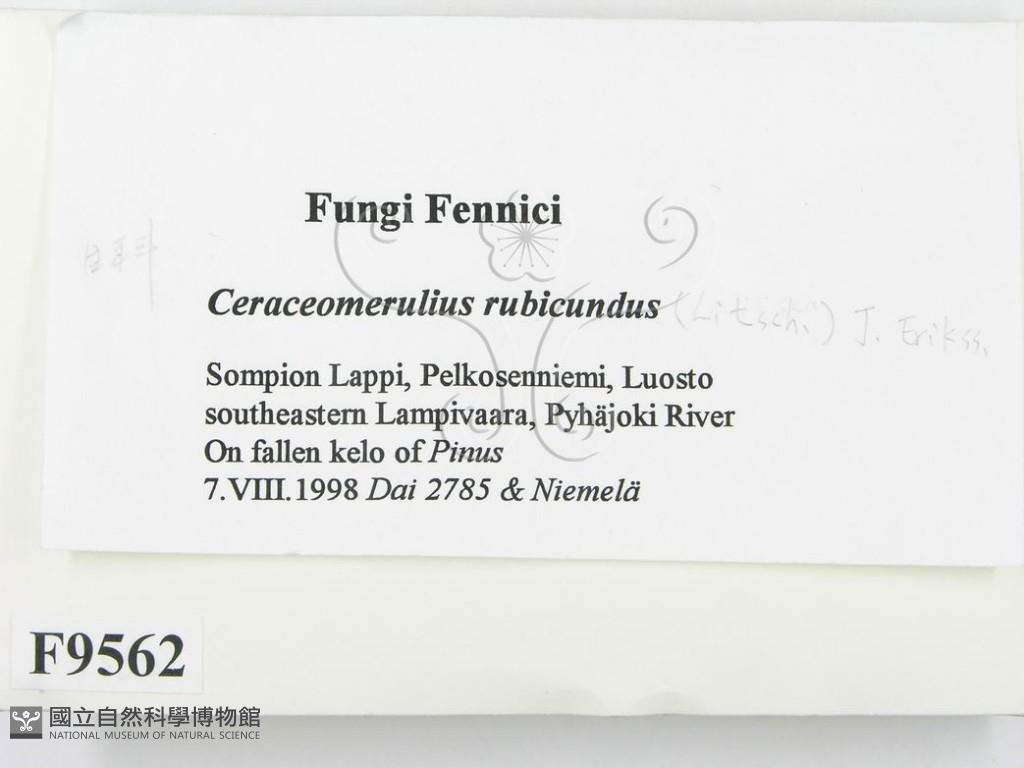 Fungi Fennici
Ceraceomerulius rubicundus (Litsch.) J. Erikss.
Sompion Lappi, Pelkosenniemi, Luosto
southeastern Lampivaara, Pyhäjoki River
On fallen kelo of Pinus
7.VIII.1998 Dai 2785 & Niemelä
F9562
國立自然科學博物館
NATIONAL MUSEUM OF NATURAL SCIENCE